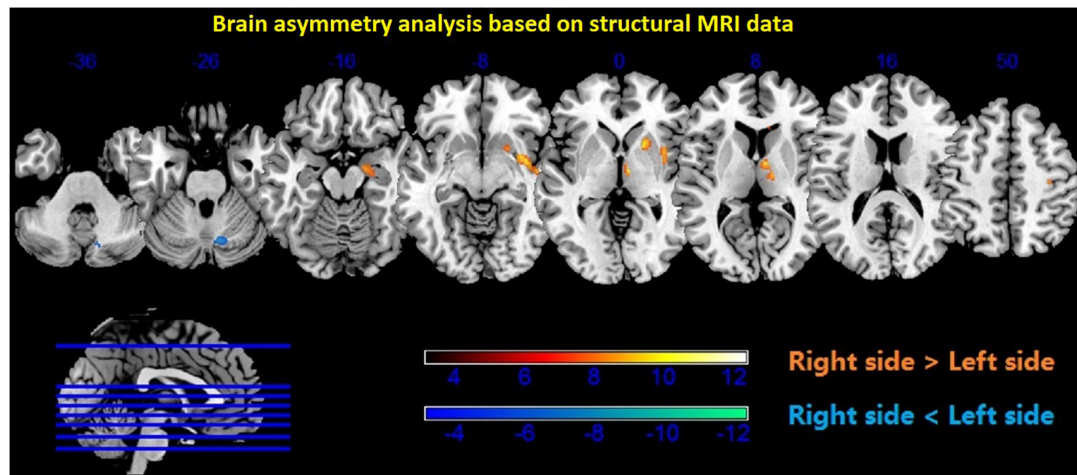 Brain asymmetry analysis based on structural MRI data
-36 -26 -16 -8 0 8 16 50
4 6 8 10 12
Right side > Left side
-4 -6 -8 -10 -12
Right side < Left side